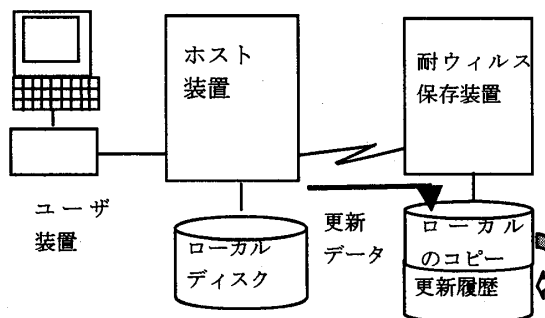 ホスト
装置
耐ウィルス
保存装置
ユーザ
装置
ローカル
ディスク
更新
データ
ローカル
のコピー
更新履歴